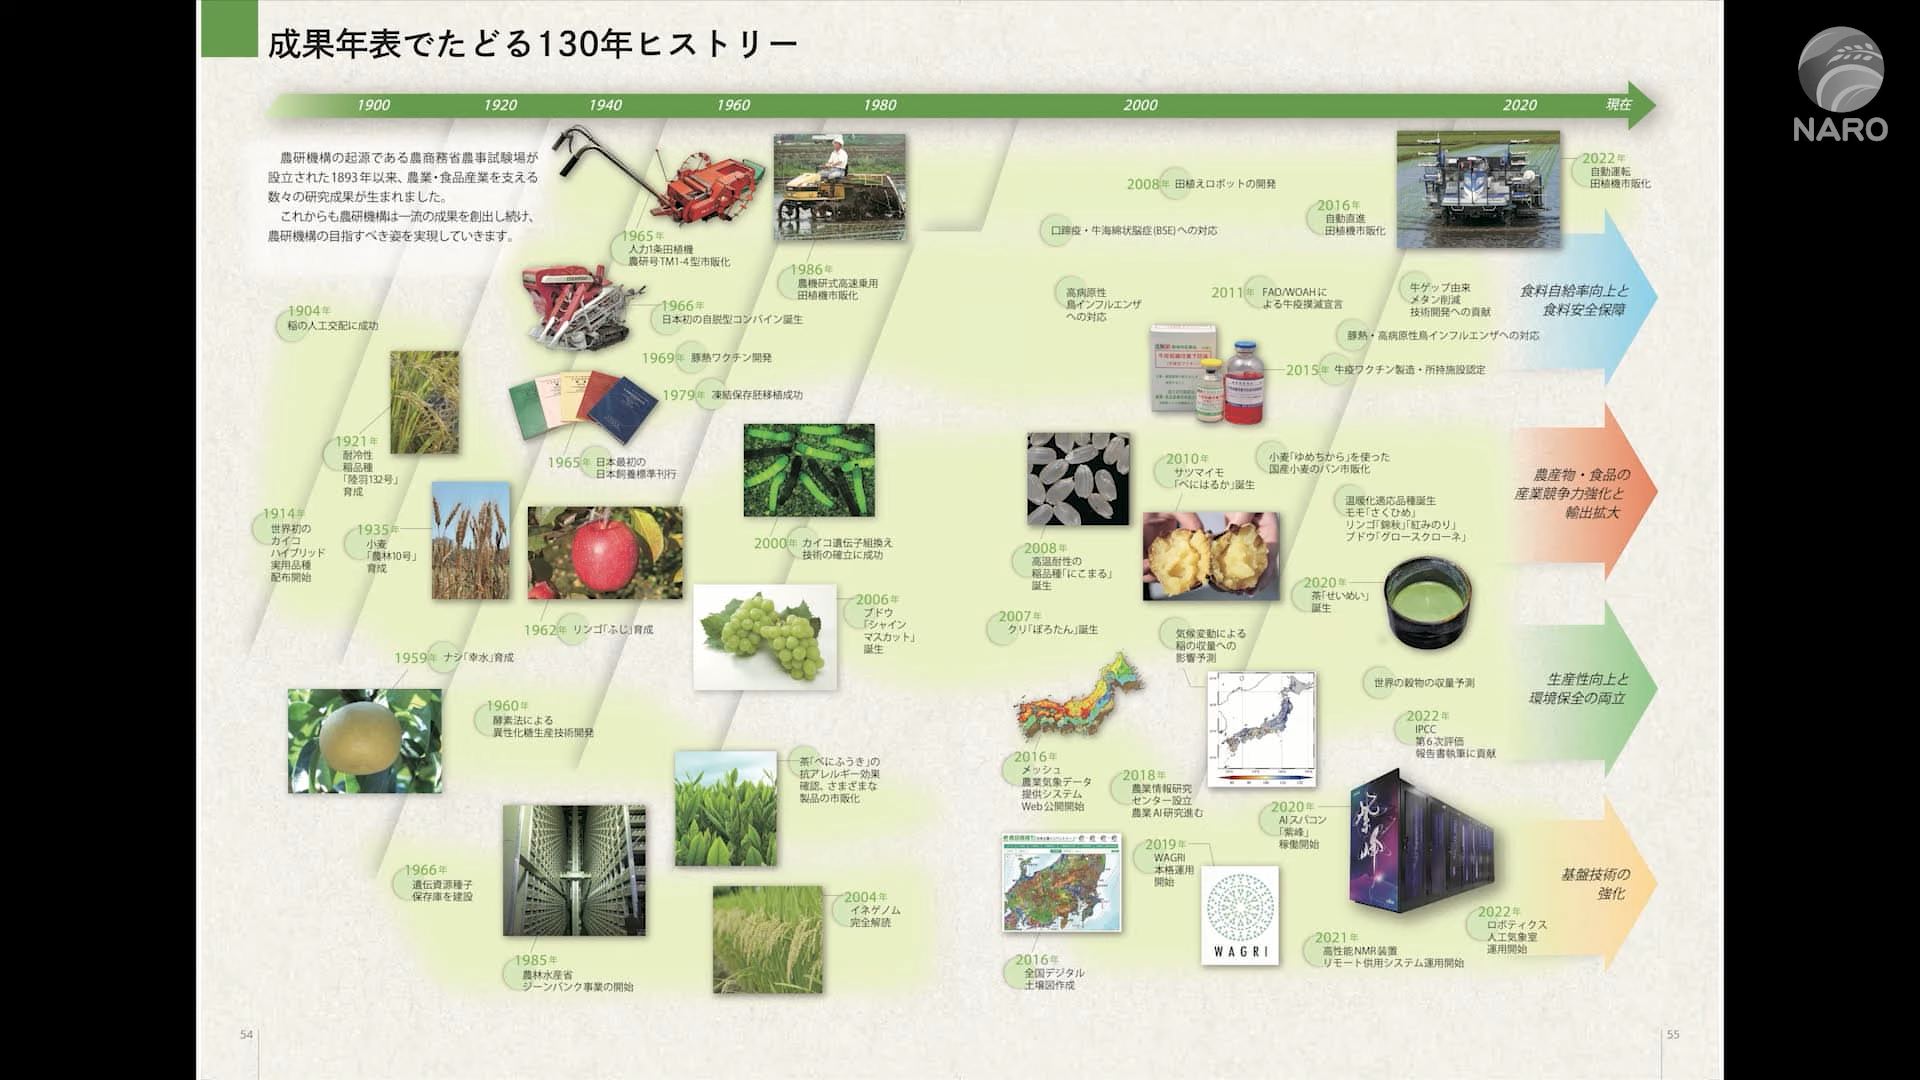 成果年表でたどる130年ヒストリー
NARO
1900 1920 1940 1960 1980 2000 2020 現在
農研機構の起源である農商務省農事試験場が
設立された1893年以来、農業・食品産業を支える
数々の研究成果が生まれました。
これからも農研機構は一流の成果を創出し続け、
農研機構の目指すべき姿を実現していきます。
1965年
人力1条田植機
農研号TM1-4型市販化
1986年
農機研式高速乗用
田植機市販化
2008年 田植えロボットの開発
2016年
自動直進
田植機市販化
2022年
自動運転
田植機市販化
口蹄疫・牛海綿状脳症(BSE)への対応
1904年
稲の人工交配に成功
1966年
日本初の自脱型コンバイン誕生
1969年 豚熱ワクチン開発
1979年 凍結保存胚移植成功
高病原性
鳥インフルエンザ
への対応
2011年 FAO/WOAHに
よる牛疫撲滅宣言
牛ゲップ由来
メタン削減
技術開発への貢献
豚熱・高病原性鳥インフルエンザへの対応
2015年 牛疫ワクチン製造・所持施設認定
食料自給率向上と
食料安全保障
1921年
耐冷性
稲品種
「陸羽132号」
育成
1965年 日本最初の
日本飼養標準刊行
1914年
世界初の
カイコ
ハイブリッド
実用品種
配布開始
1935年
小麦
「農林10号」
育成
2000年 カイコ遺伝子組換え
技術の確立に成功
1962年 リンゴ「ふじ」育成
2006年
ブドウ
「シャイン
マスカット」
誕生
1959年 ナシ「幸水」育成
2008年
高温耐性の
稲品種「にこまる」
誕生
2010年
サツマイモ
「べにはるか」誕生
小麦「ゆめちから」を使った
国産小麦のパン市販化
温暖化適応品種誕生
モモ「さくひめ」
リンゴ「錦秋」「紅みのり」
ブドウ「グロースクローネ」
2007年
クリ「ぽろたん」誕生
2020年
茶「せいめい」
誕生
農産物・食品の
産業競争力強化と
輸出拡大
1960年
酵素法による
異性化糖生産技術開発
茶「べにふうき」の
抗アレルギー効果
確認、さまざまな
製品の市販化
気候変動による
稲の収量への
影響予測
世界の穀物の収量予測
2022年
IPCC
第6次評価
報告書執筆に貢献
生産性向上と
環境保全の両立
2016年
メッシュ
農業気象データ
提供システム
Web公開開始
2018年
農業情報研究
センター設立
農業AI研究進む
2020年
AIスパコン
「紫峰」
稼働開始
紫峰
1966年
遺伝資源種子
保存庫を建設
2004年
イネゲノム
完全解読
2019年
WAGRI
本格運用
開始
WAGRI
1985年
農林水産省
ジーンバンク事業の開始
2016年
全国デジタル
土壌図作成
2021年
高性能NMR装置
リモート供用システム運用開始
2022年
ロボティクス
人工気象室
運用開始
基盤技術の
強化
54
55